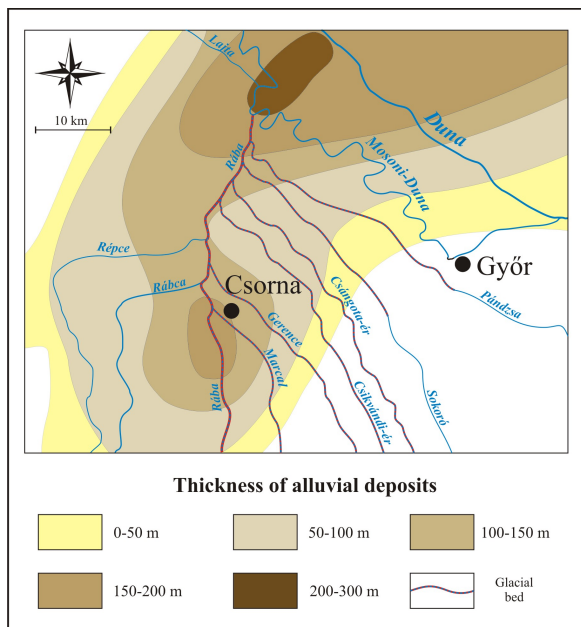 Lajta
10 km
Duna
Rába
Mosoni-Duna
Répce
Győr
Rábca
Csorna
Csángota-ér
Pándzsa
Gerence
Marcal
Rába
Csikvándi-ér
Sokoró
Thickness of alluvial deposits
0-50 m
50-100 m
100-150 m
150-200 m
200-300 m
Glacial
bed